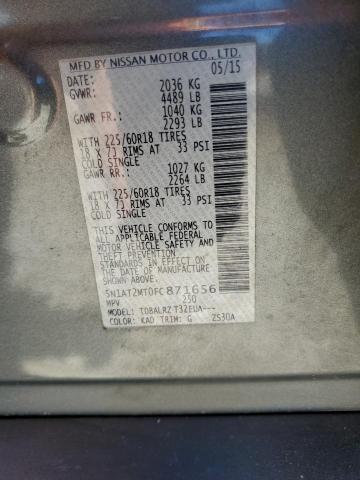 MFD BY NISSAN MOTOR CO., LTD.
DATE: 05/15
GVWR: 2036 KG
4489 LB
GAWR FR: 1040 KG
2293 LB
WITH 225/60R18 TIRES
18 X 7J RIMS AT 33 PSI
COLD SINGLE
GAWR RR: 1027 KG
2264 LB
WITH 225/60R18 TIRES
18 X 7J RIMS AT 33 PSI
COLD SINGLE
THIS VEHICLE CONFORMS TO
ALL APPLICABLE FEDERAL
MOTOR VEHICLE SAFETY AND
THEFT PREVENTION
STANDARDS IN EFFECT ON
THE DATE OF MANUFACTURE
SHOWN ABOVE.
5N1AT2MT0FC871656
MPV 250
MODEL: TDBALRZ-T32EUA---
COLOR: KAD TRIM: G ZS30A